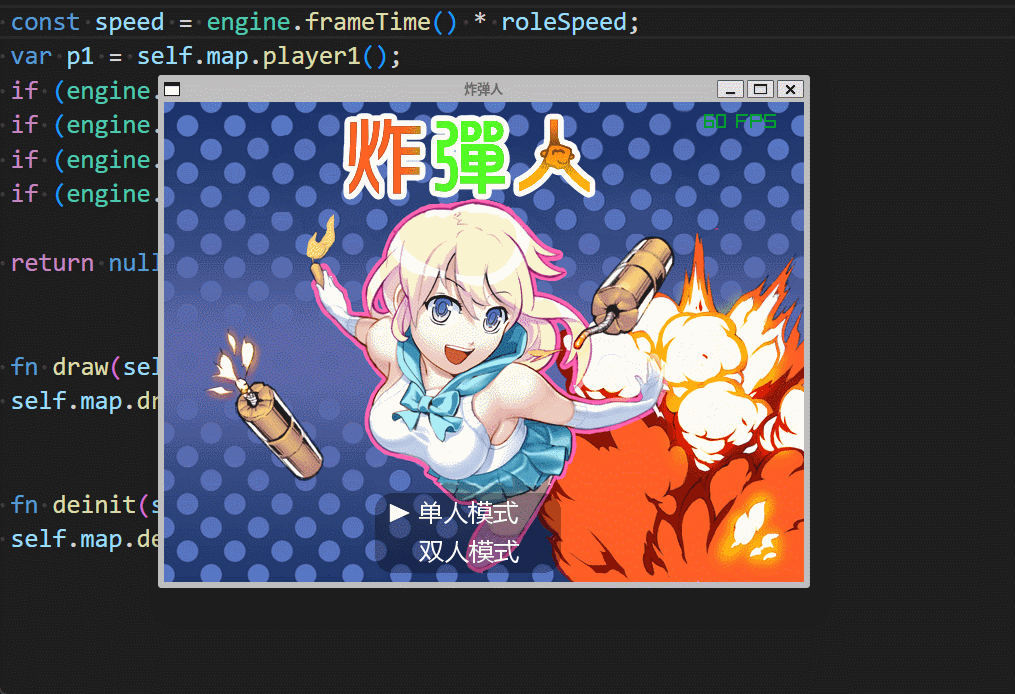 const speed = engine.frameTime() * roleSpeed;
var p1 = self.map.player1();
if (engine.
if (engine.
if (engine.
if (engine.
return null
fn draw(sel
self.map.dr
fn deinit(s
self.map.de
炸弹人
60 FPS
炸彈人
单人模式
双人模式